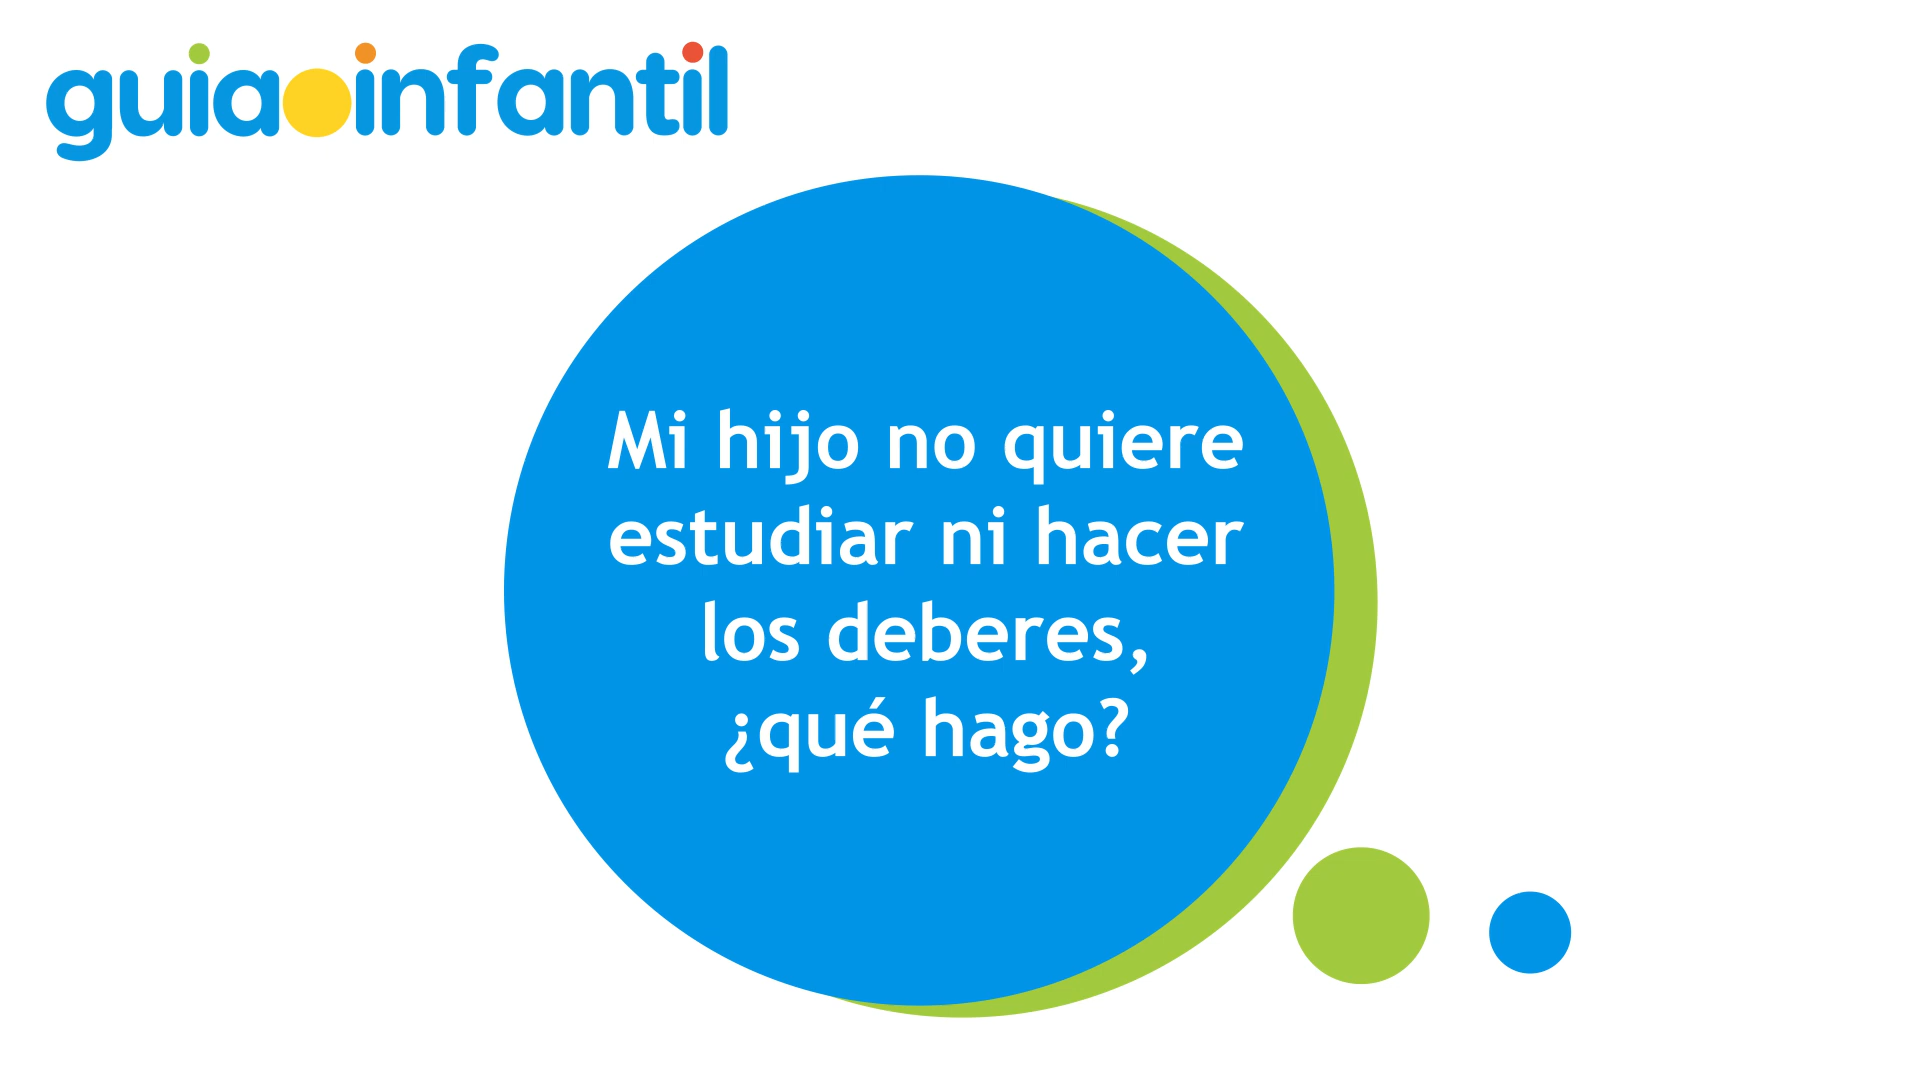 guiainfantil
Mi hijo no quiere
estudiar ni hacer
los deberes,
¿qué hago?